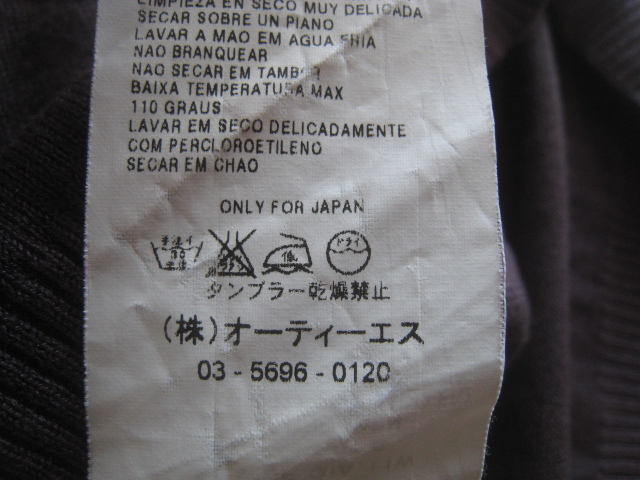 LIMPIEZA EN SECO MUY DELICADA
SECAR SOBRE UN PIANO
LAVAR A MAO EM AGUA FRIA
NAO BRANQUEAR
NAO SECAR EM TAMBOR
BAIXA TEMPERATURA MAX
110 GRAUS
LAVAR EM SECO DELICADAMENTE
COM PERCLOROETILENO
SECAR EM CHAO
ONLY FOR JAPAN
手洗イ 30 中性
低
ドライ
タンブラー乾燥禁止
(株)オーティーエス
03-5696-0120